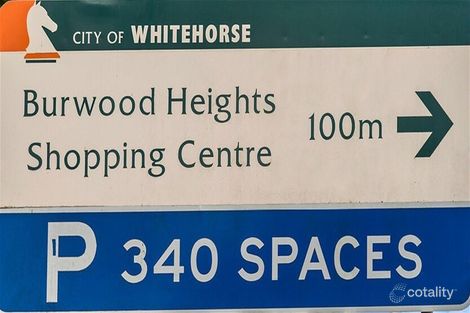 CITY OF WHITEHORSE
Burwood Heights
Shopping Centre
100m
P 340 SPACES
cotality